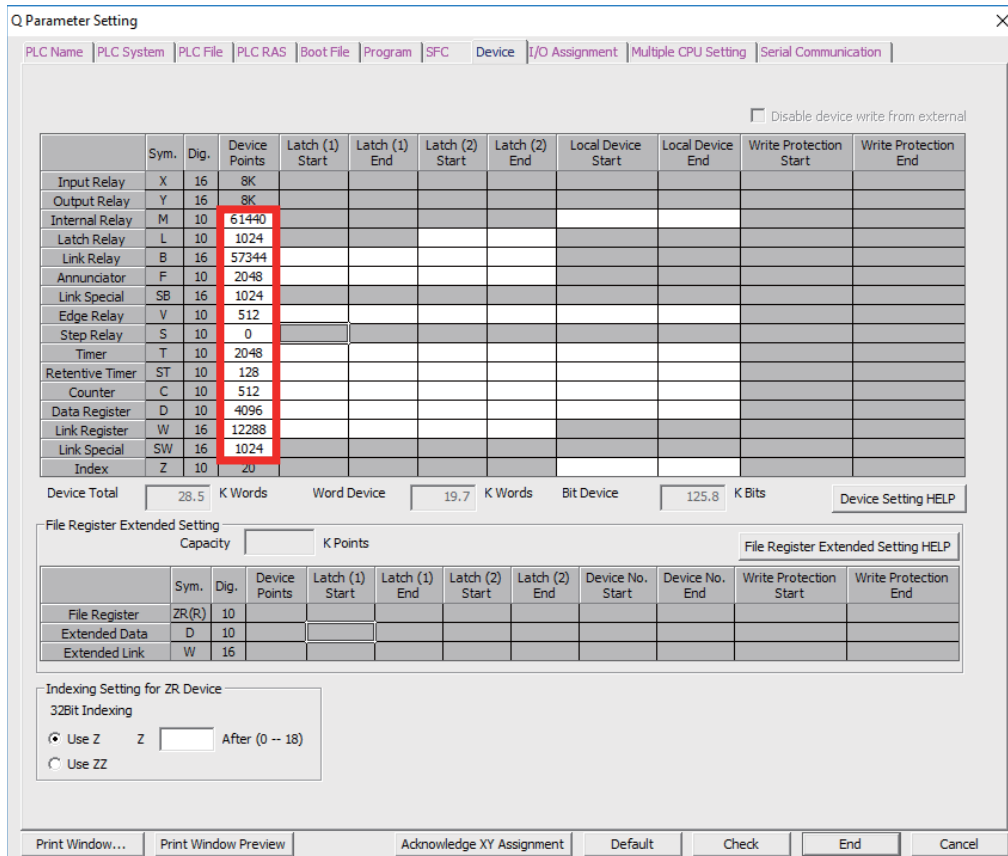 Q Parameter Setting
PLC Name PLC System PLC File PLC RAS Boot File Program SFC Device I/O Assignment Multiple CPU Setting Serial Communication
Disable device write from external
Sym. Dig. Device Points Latch (1) Start Latch (1) End Latch (2) Start Latch (2) End Local Device Start Local Device End Write Protection Start Write Protection End
Input Relay X 16 8K
Output Relay Y 16 8K
Internal Relay M 10 61440
Latch Relay L 10 1024
Link Relay B 16 57344
Annunciator F 10 2048
Link Special SB 16 1024
Edge Relay V 10 512
Step Relay S 10 0
Timer T 10 2048
Retentive Timer ST 10 128
Counter C 10 512
Data Register D 10 4096
Link Register W 16 12288
Link Special SW 16 1024
Index Z 10 20
Device Total 28.5 K Words Word Device 19.7 K Words Bit Device 125.8 K Bits Device Setting HELP
File Register Extended Setting
Capacity K Points File Register Extended Setting HELP
Sym. Dig. Device Points Latch (1) Start Latch (1) End Latch (2) Start Latch (2) End Device No. Start Device No. End Write Protection Start Write Protection End
File Register ZR(R) 10
Extended Data D 10
Extended Link W 16
Indexing Setting for ZR Device
32Bit Indexing
Use Z Z After (0 -- 18)
Use ZZ
Print Window... Print Window Preview Acknowledge XY Assignment Default Check End Cancel